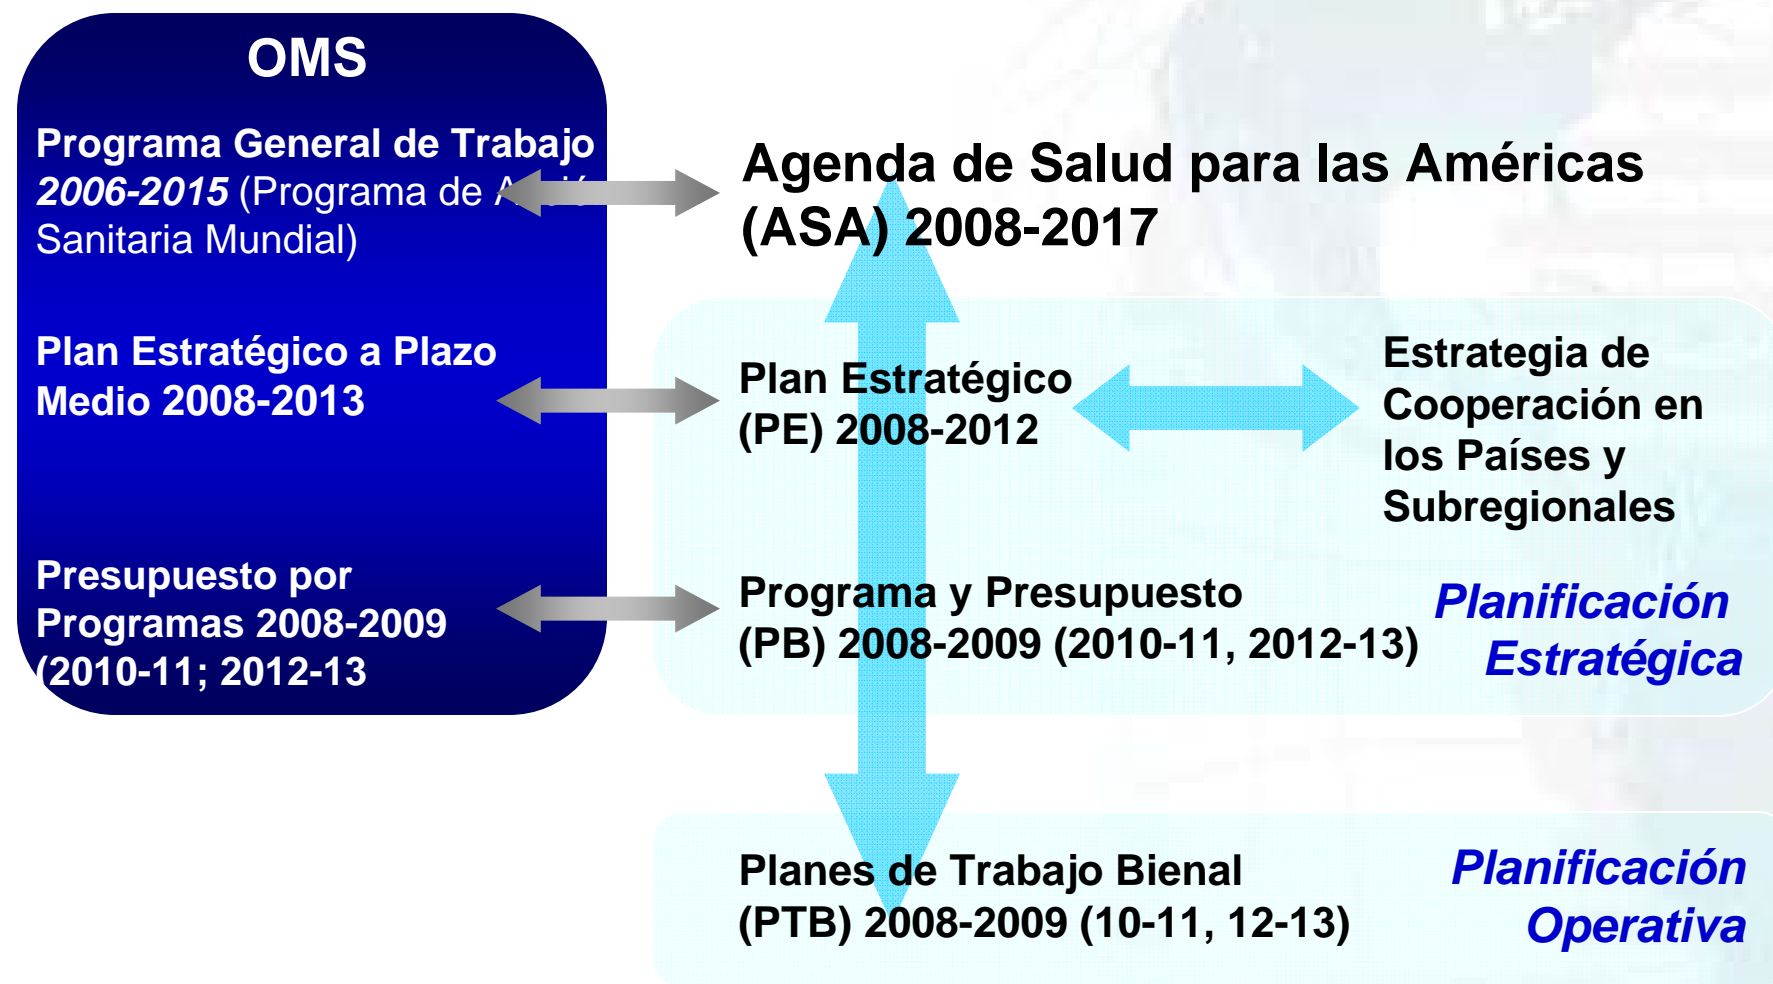 OMS
Programa General de Trabajo
2006-2015 (Programa de
Sanitaria Mundial)
Plan Estratégico a Plazo
Medio 2008-2013
Presupuesto por
Programas 2008-2009
(2010-11; 2012-13
Agenda de Salud para las Américas
(ASA) 2008-2017
Plan Estratégico
(PE) 2008-2012
Estrategia de
Cooperación en
los Países y
Subregionales
Programa y Presupuesto
(PB) 2008-2009 (2010-11, 2012-13)
Planificación
Estratégica
Planes de Trabajo Bienal
(PTB) 2008-2009 (10-11, 12-13)
Planificación
Operativa